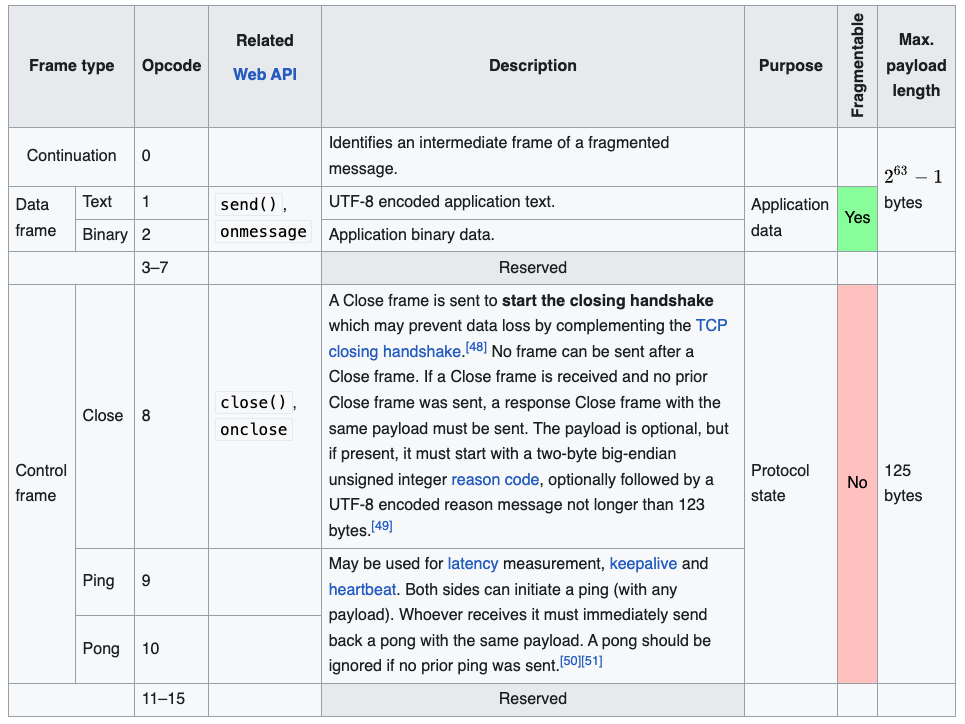 Frame type
Opcode
Related
Web API
Description
Purpose
Fragmentable
Max.
payload
length
Continuation
0
Identifies an intermediate frame of a fragmented
message.
2^63 − 1
bytes
Data
frame
Text
1
send(),
onmessage
UTF-8 encoded application text.
Application
data
Yes
Binary
2
Application binary data.
3–7
Reserved
Control
frame
Close
8
close(),
onclose
A Close frame is sent to start the closing handshake
which may prevent data loss by complementing the TCP
closing handshake.[48] No frame can be sent after a
Close frame. If a Close frame is received and no prior
Close frame was sent, a response Close frame with the
same payload must be sent. The payload is optional, but
if present, it must start with a two-byte big-endian
unsigned integer reason code, optionally followed by a
UTF-8 encoded reason message not longer than 123
bytes.[49]
Protocol
state
No
125
bytes
Ping
9
May be used for latency measurement, keepalive and
heartbeat. Both sides can initiate a ping (with any
payload). Whoever receives it must immediately send
back a pong with the same payload. A pong should be
ignored if no prior ping was sent.[50][51]
Pong
10
11–15
Reserved